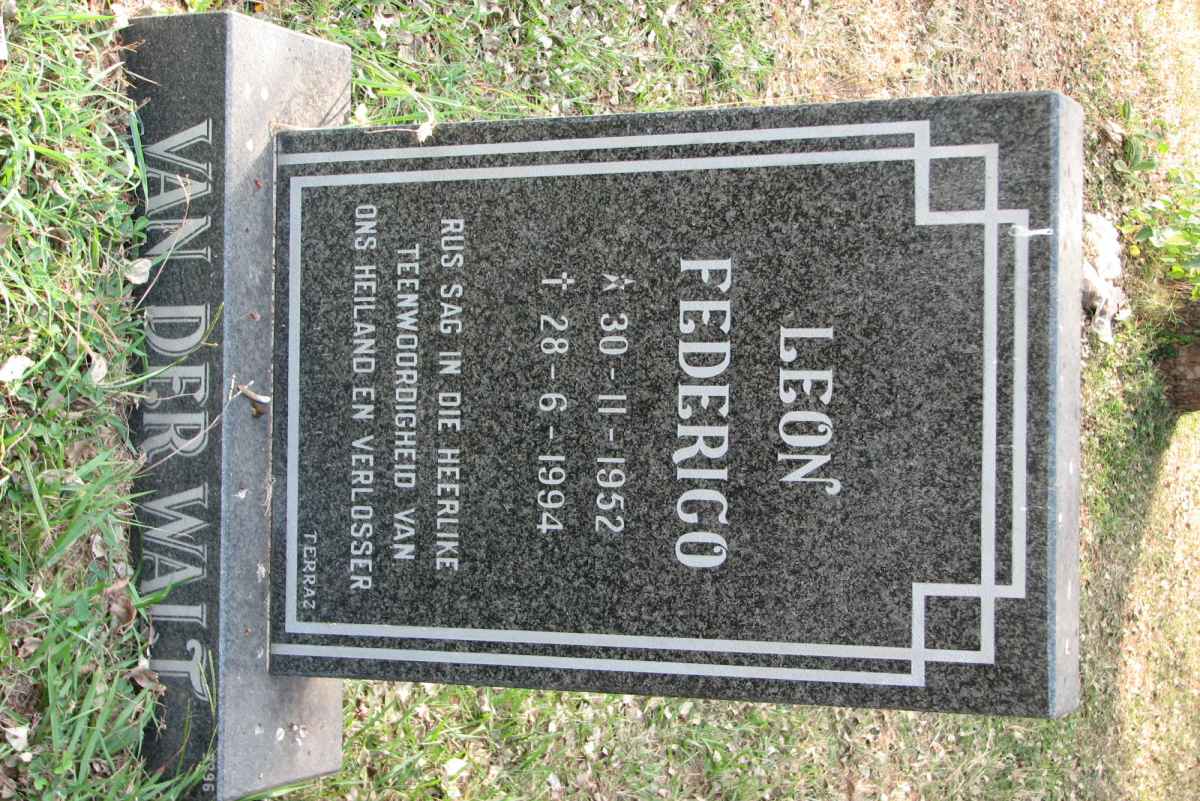 LEON
FEDERIGO
☆ 30-11-1952
✝ 28-6-1994
RUS SAG IN DIE HEERLIKE
TEENWOORDIGHEID VAN
ONS HEILAND EN VERLOSSER
TERRAZ
VAN DER WALT